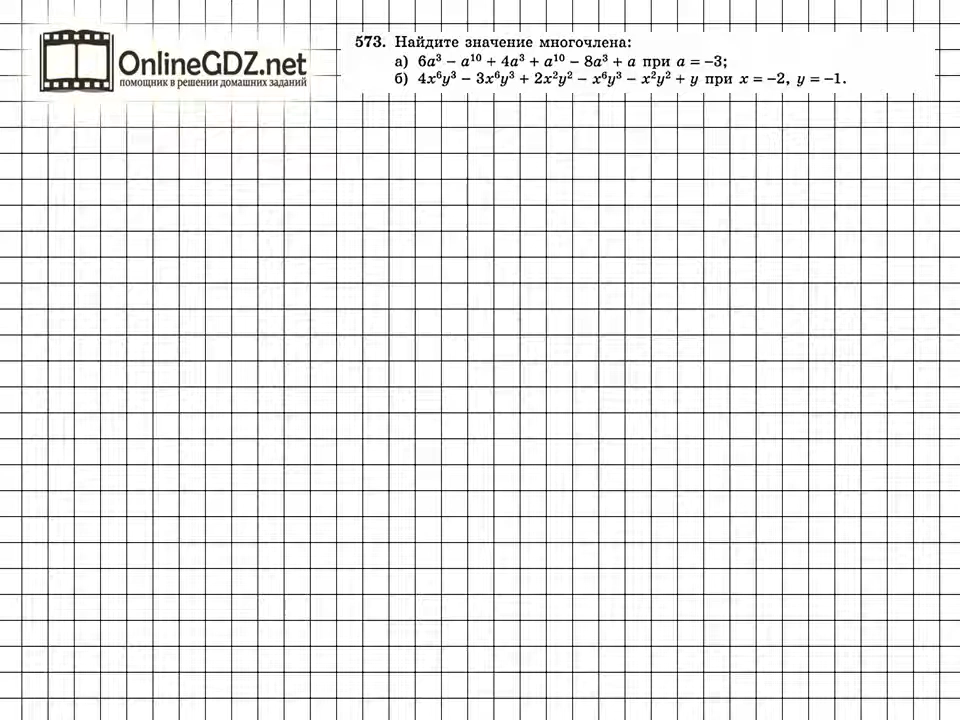 OnlineGDZ.net
помощник в решении домашних заданий
573. Найдите значение многочлена:
а) 6a³ − a¹⁰ + 4a³ + a¹⁰ − 8a³ + a при a = −3;
б) 4x⁶y³ − 3x⁶y³ + 2x²y² − x⁶y³ − x²y² + y при x = −2, y = −1.